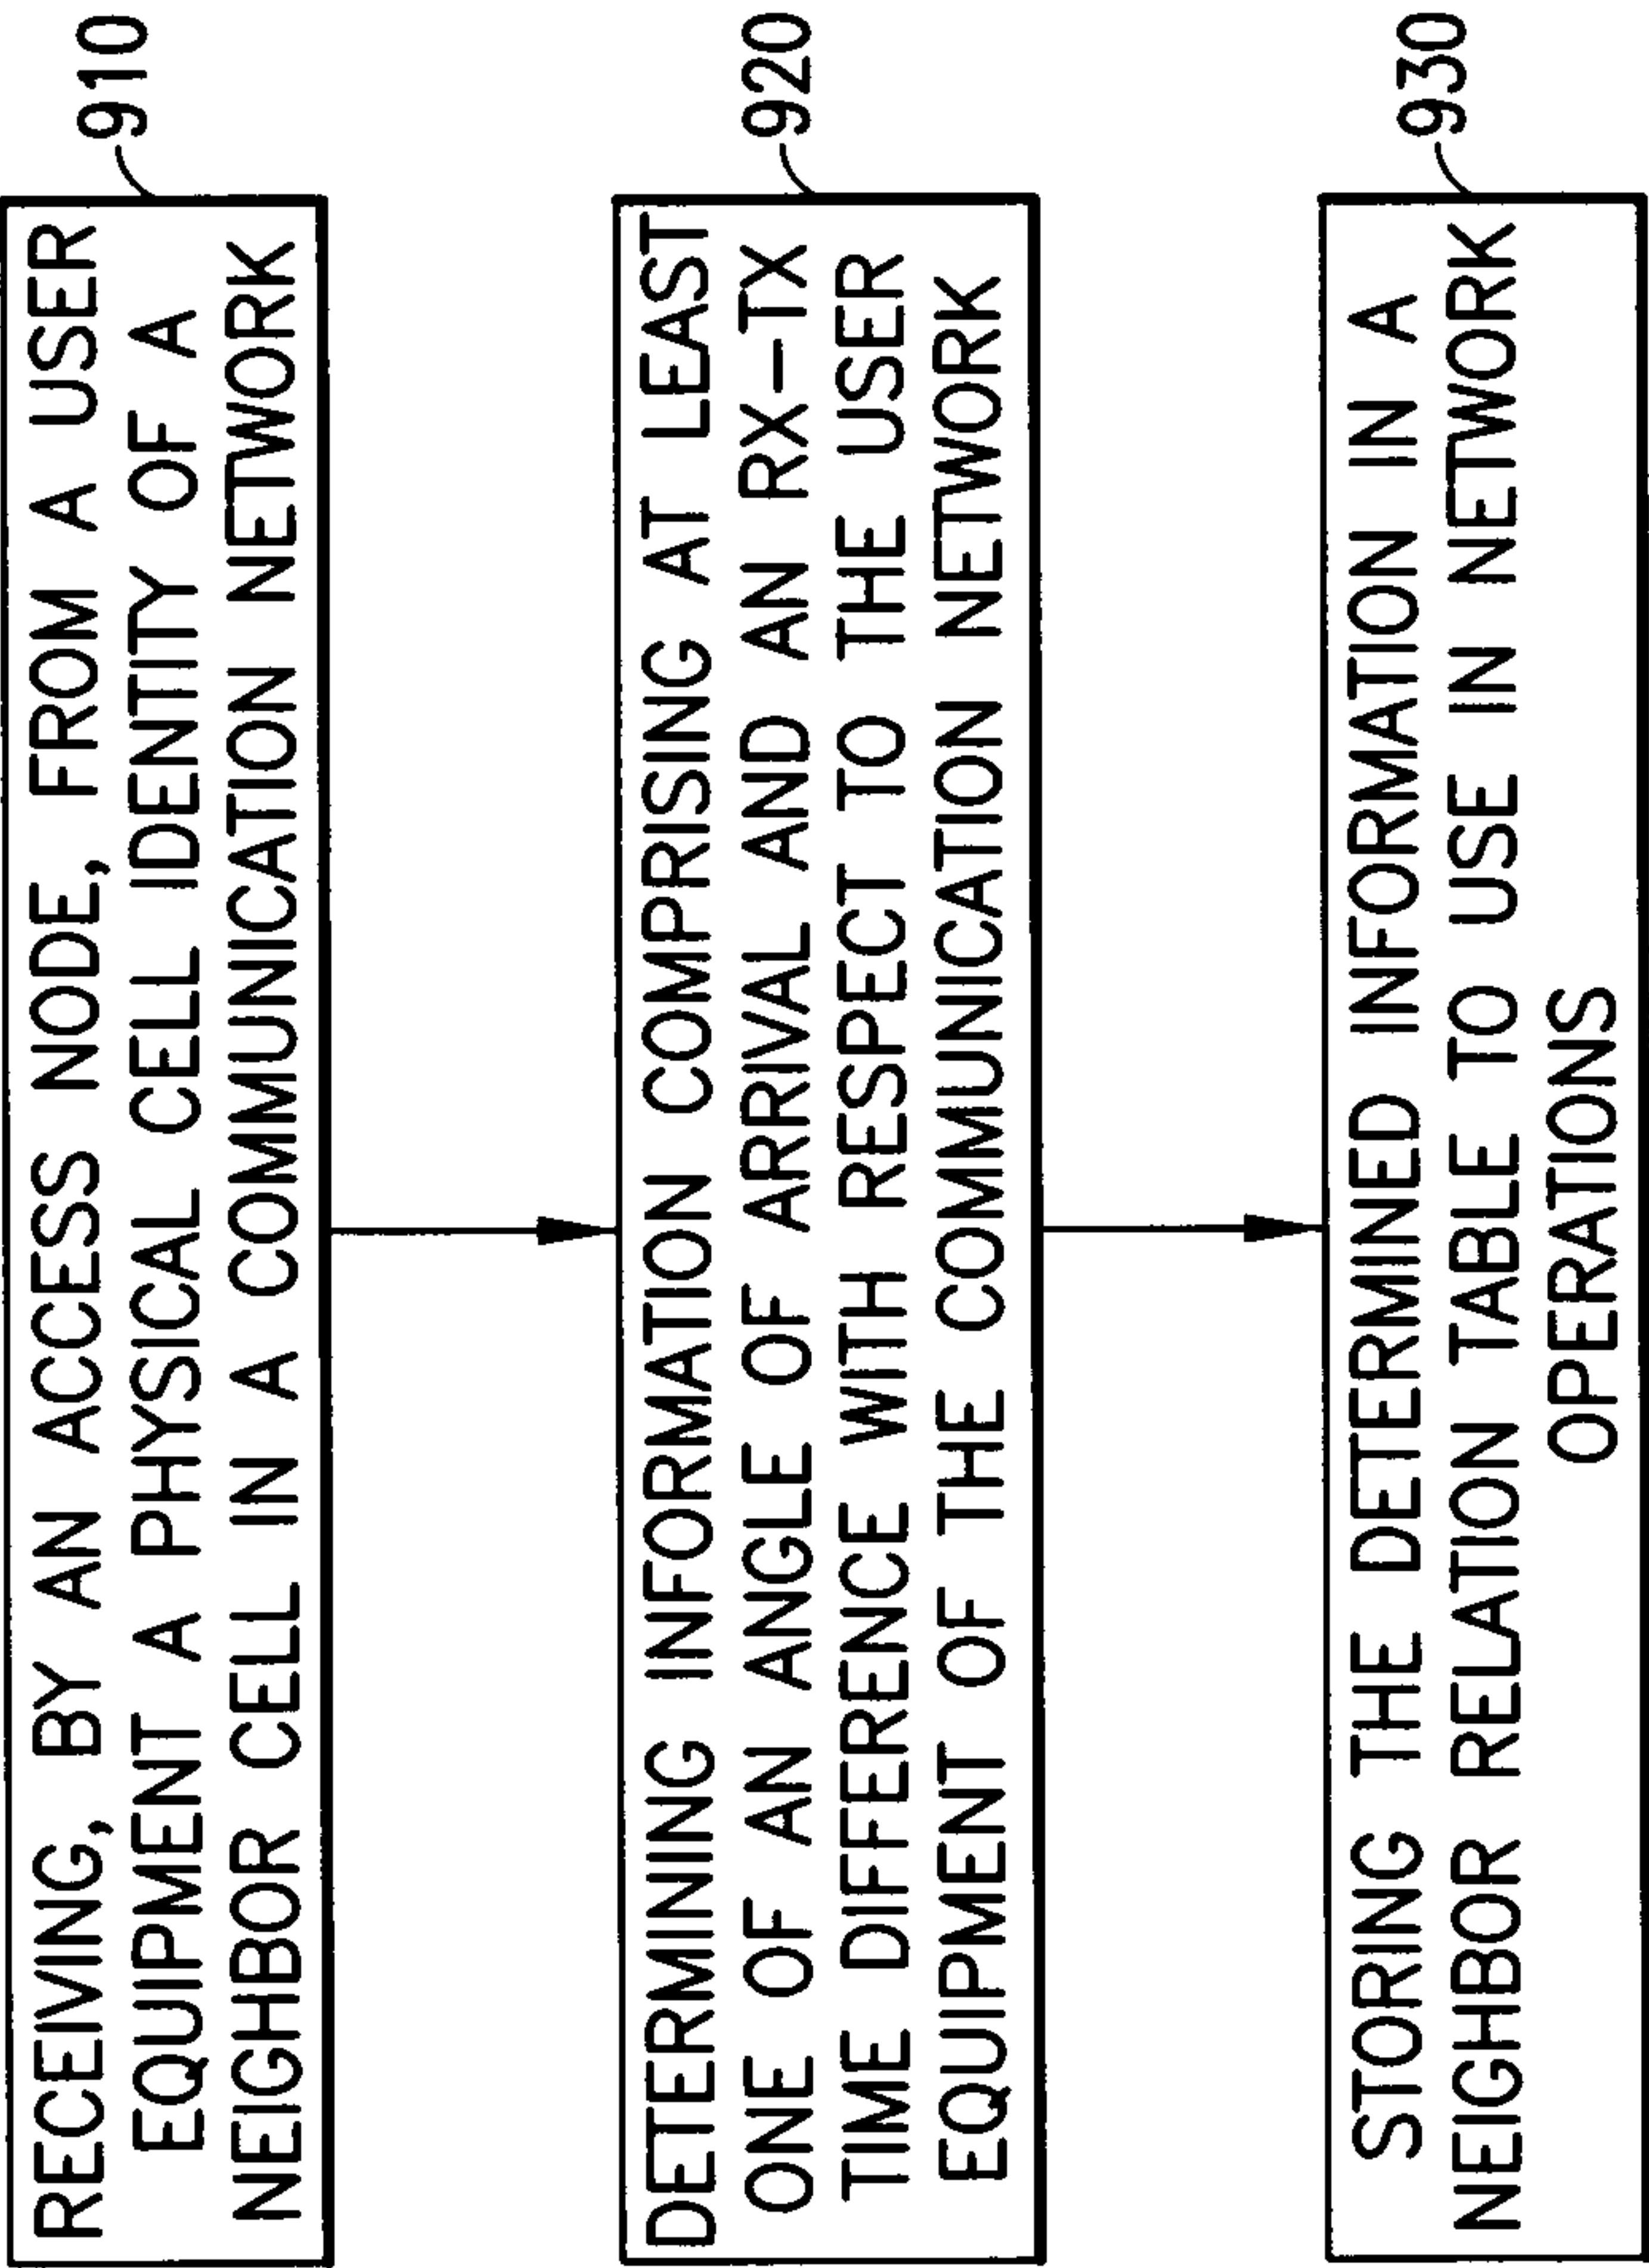 RECEIVING, BY AN ACCESS NODE, FROM A USER
EQUIPMENT A PHYSICAL CELL IDENTITY OF A
NEIGHBOR CELL IN A COMMUNICATION NETWORK
910
DETERMINING INFORMATION COMPRISING AT LEAST
ONE OF AN ANGLE OF ARRIVAL AND AN RX-TX
TIME DIFFERENCE WITH RESPECT TO THE USER
EQUIPMENT OF THE COMMUNICATION NETWORK
920
STORING THE DETERMINED INFORMATION IN A
NEIGHBOR RELATION TABLE TO USE IN NETWORK
OPERATIONS
930